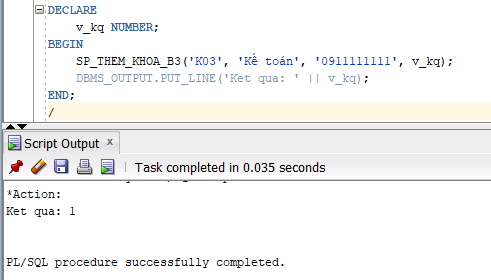 DECLARE
v_kq NUMBER;
BEGIN
SP_THEM_KHOA_B3('K03', 'Kế toán', '0911111111', v_kq);
DBMS_OUTPUT.PUT_LINE('Ket qua: ' || v_kq);
END;
/
Script Output x
Task completed in 0.035 seconds
*Action:
Ket qua: 1
PL/SQL procedure successfully completed.